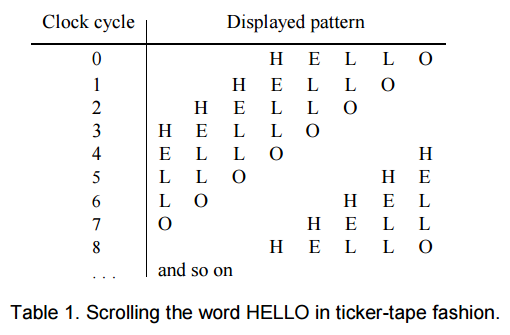 Clock cycle Displayed pattern
0 H E L L O
1 H E L L O
2 H E L L O
3 H E L L O
4 E L L O H
5 L L O H E
6 L O H E L
7 O H E L L
8 H E L L O
. . . and so on
Table 1. Scrolling the word HELLO in ticker-tape fashion.